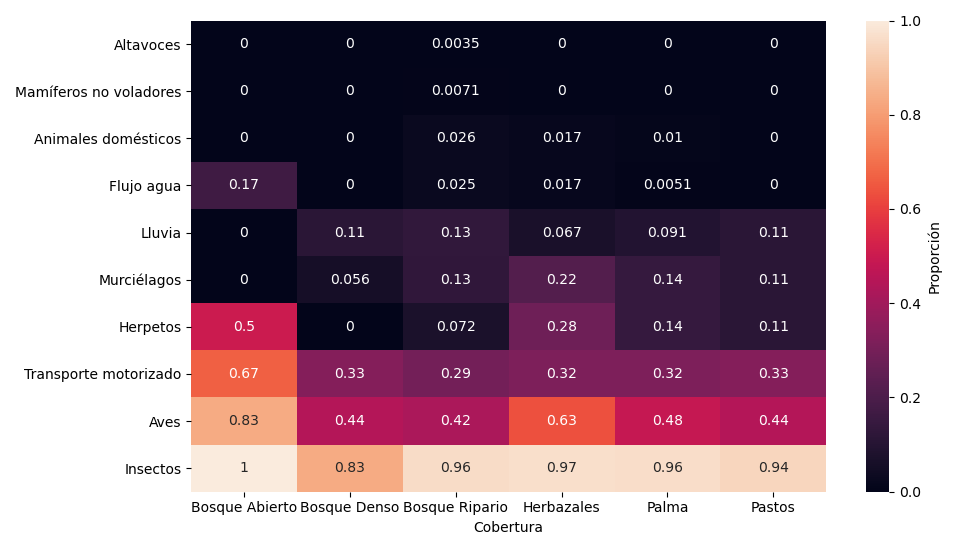 Altavoces 0 0 0.0035 0 0 0
Mamíferos no voladores 0 0 0.0071 0 0 0
Animales domésticos 0 0 0.026 0.017 0.01 0
Flujo agua 0.17 0 0.025 0.017 0.0051 0
Lluvia 0 0.11 0.13 0.067 0.091 0.11
Murciélagos 0 0.056 0.13 0.22 0.14 0.11
Herpetos 0.5 0 0.072 0.28 0.14 0.11
Transporte motorizado 0.67 0.33 0.29 0.32 0.32 0.33
Aves 0.83 0.44 0.42 0.63 0.48 0.44
Insectos 1 0.83 0.96 0.97 0.96 0.94
Bosque Abierto Bosque Denso Bosque Ripario Herbazales Palma Pastos
Cobertura
1.0
0.8
0.6
0.4
0.2
0.0
Proporción